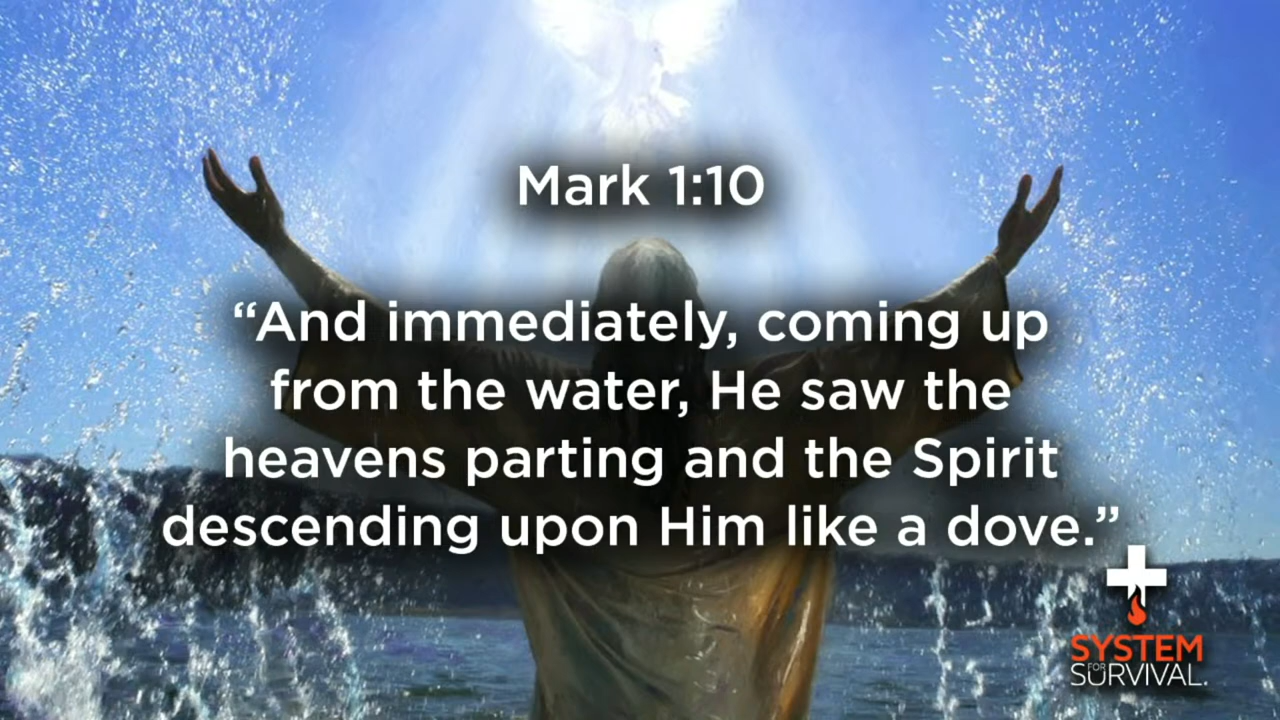 Mark 1:10
“And immediately, coming up
from the water, He saw the
heavens parting and the Spirit
descending upon Him like a dove.”
SYSTEM
FOR
SURVIVAL.